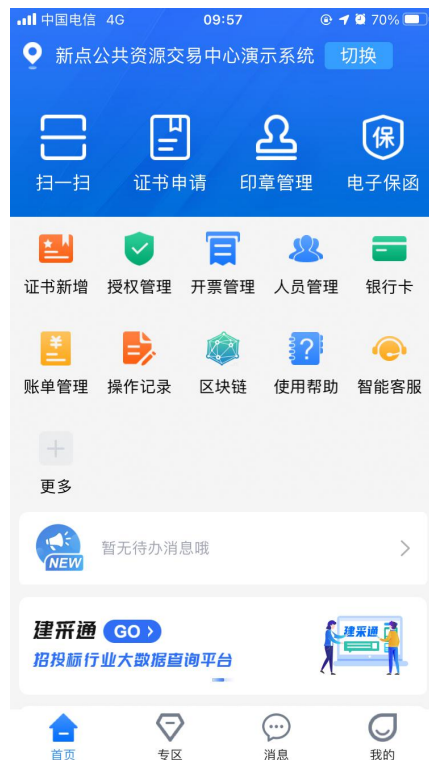 中国电信 4G 09:57 70%
新点公共资源交易中心演示系统 切换
保
扫一扫 证书申请 印章管理 电子保函
证书新增 授权管理 开票管理 人员管理 银行卡
账单管理 操作记录 区块链 使用帮助 智能客服
更多
NEW 暂无待办消息哦
建采通 GO 建采通
招投标行业大数据查询平台
首页 专区 消息 我的